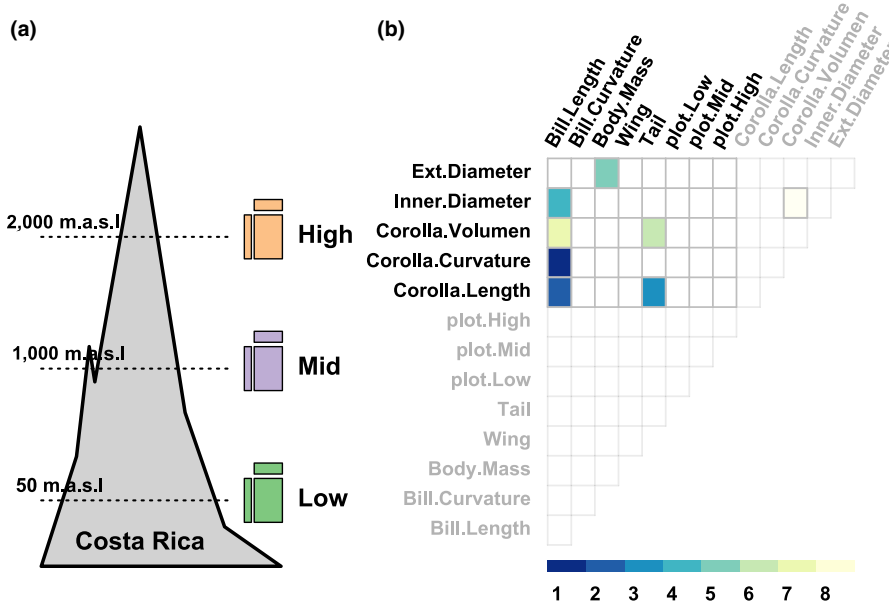 (a)
2,000 m.a.s.l
High
1,000 m.a.s.l
Mid
50 m.a.s.l
Low
Costa Rica
(b)
Bill.Length
Bill.Curvature
Body.Mass
Wing
Tail
plot.Low
plot.Mid
plot.High
Corolla.Length
Corolla.Curvature
Corolla.Volumen
Inner.Diameter
Ext.Diameter
Ext.Diameter
Inner.Diameter
Corolla.Volumen
Corolla.Curvature
Corolla.Length
plot.High
plot.Mid
plot.Low
Tail
Wing
Body.Mass
Bill.Curvature
Bill.Length
1 2 3 4 5 6 7 8